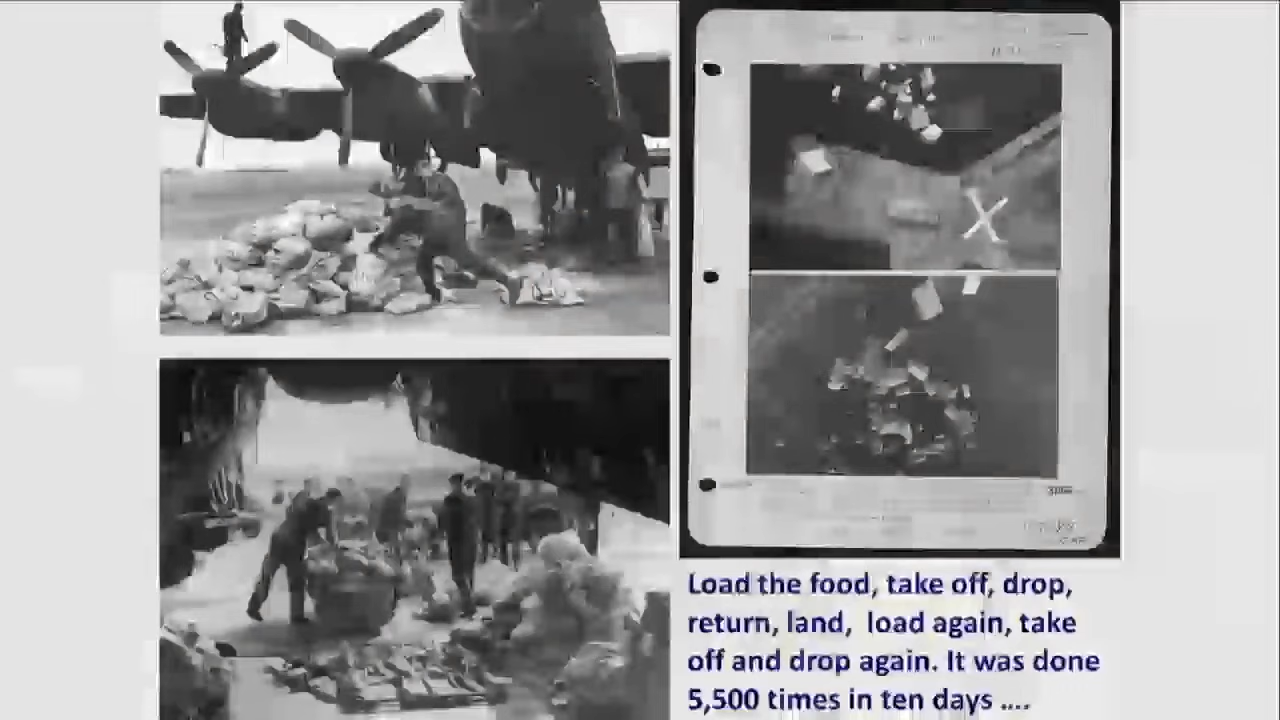 Load the food, take off, drop,
return, land, load again, take
off and drop again. It was done
5,500 times in ten days ....